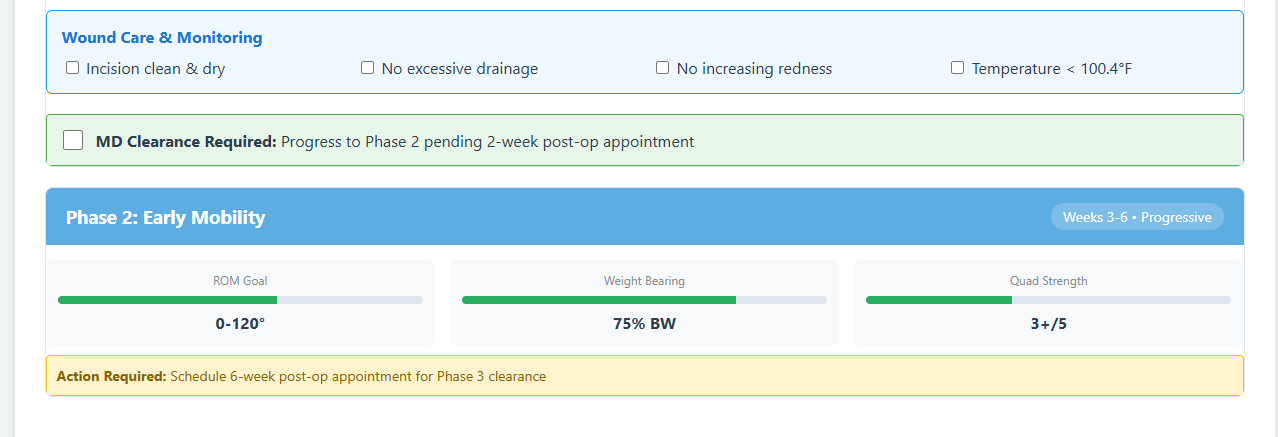 Wound Care & Monitoring
Incision clean & dry No excessive drainage No increasing redness Temperature < 100.4°F
MD Clearance Required: Progress to Phase 2 pending 2-week post-op appointment
Phase 2: Early Mobility Weeks 3-6 • Progressive
ROM Goal Weight Bearing Quad Strength
0-120° 75% BW 3+/5
Action Required: Schedule 6-week post-op appointment for Phase 3 clearance